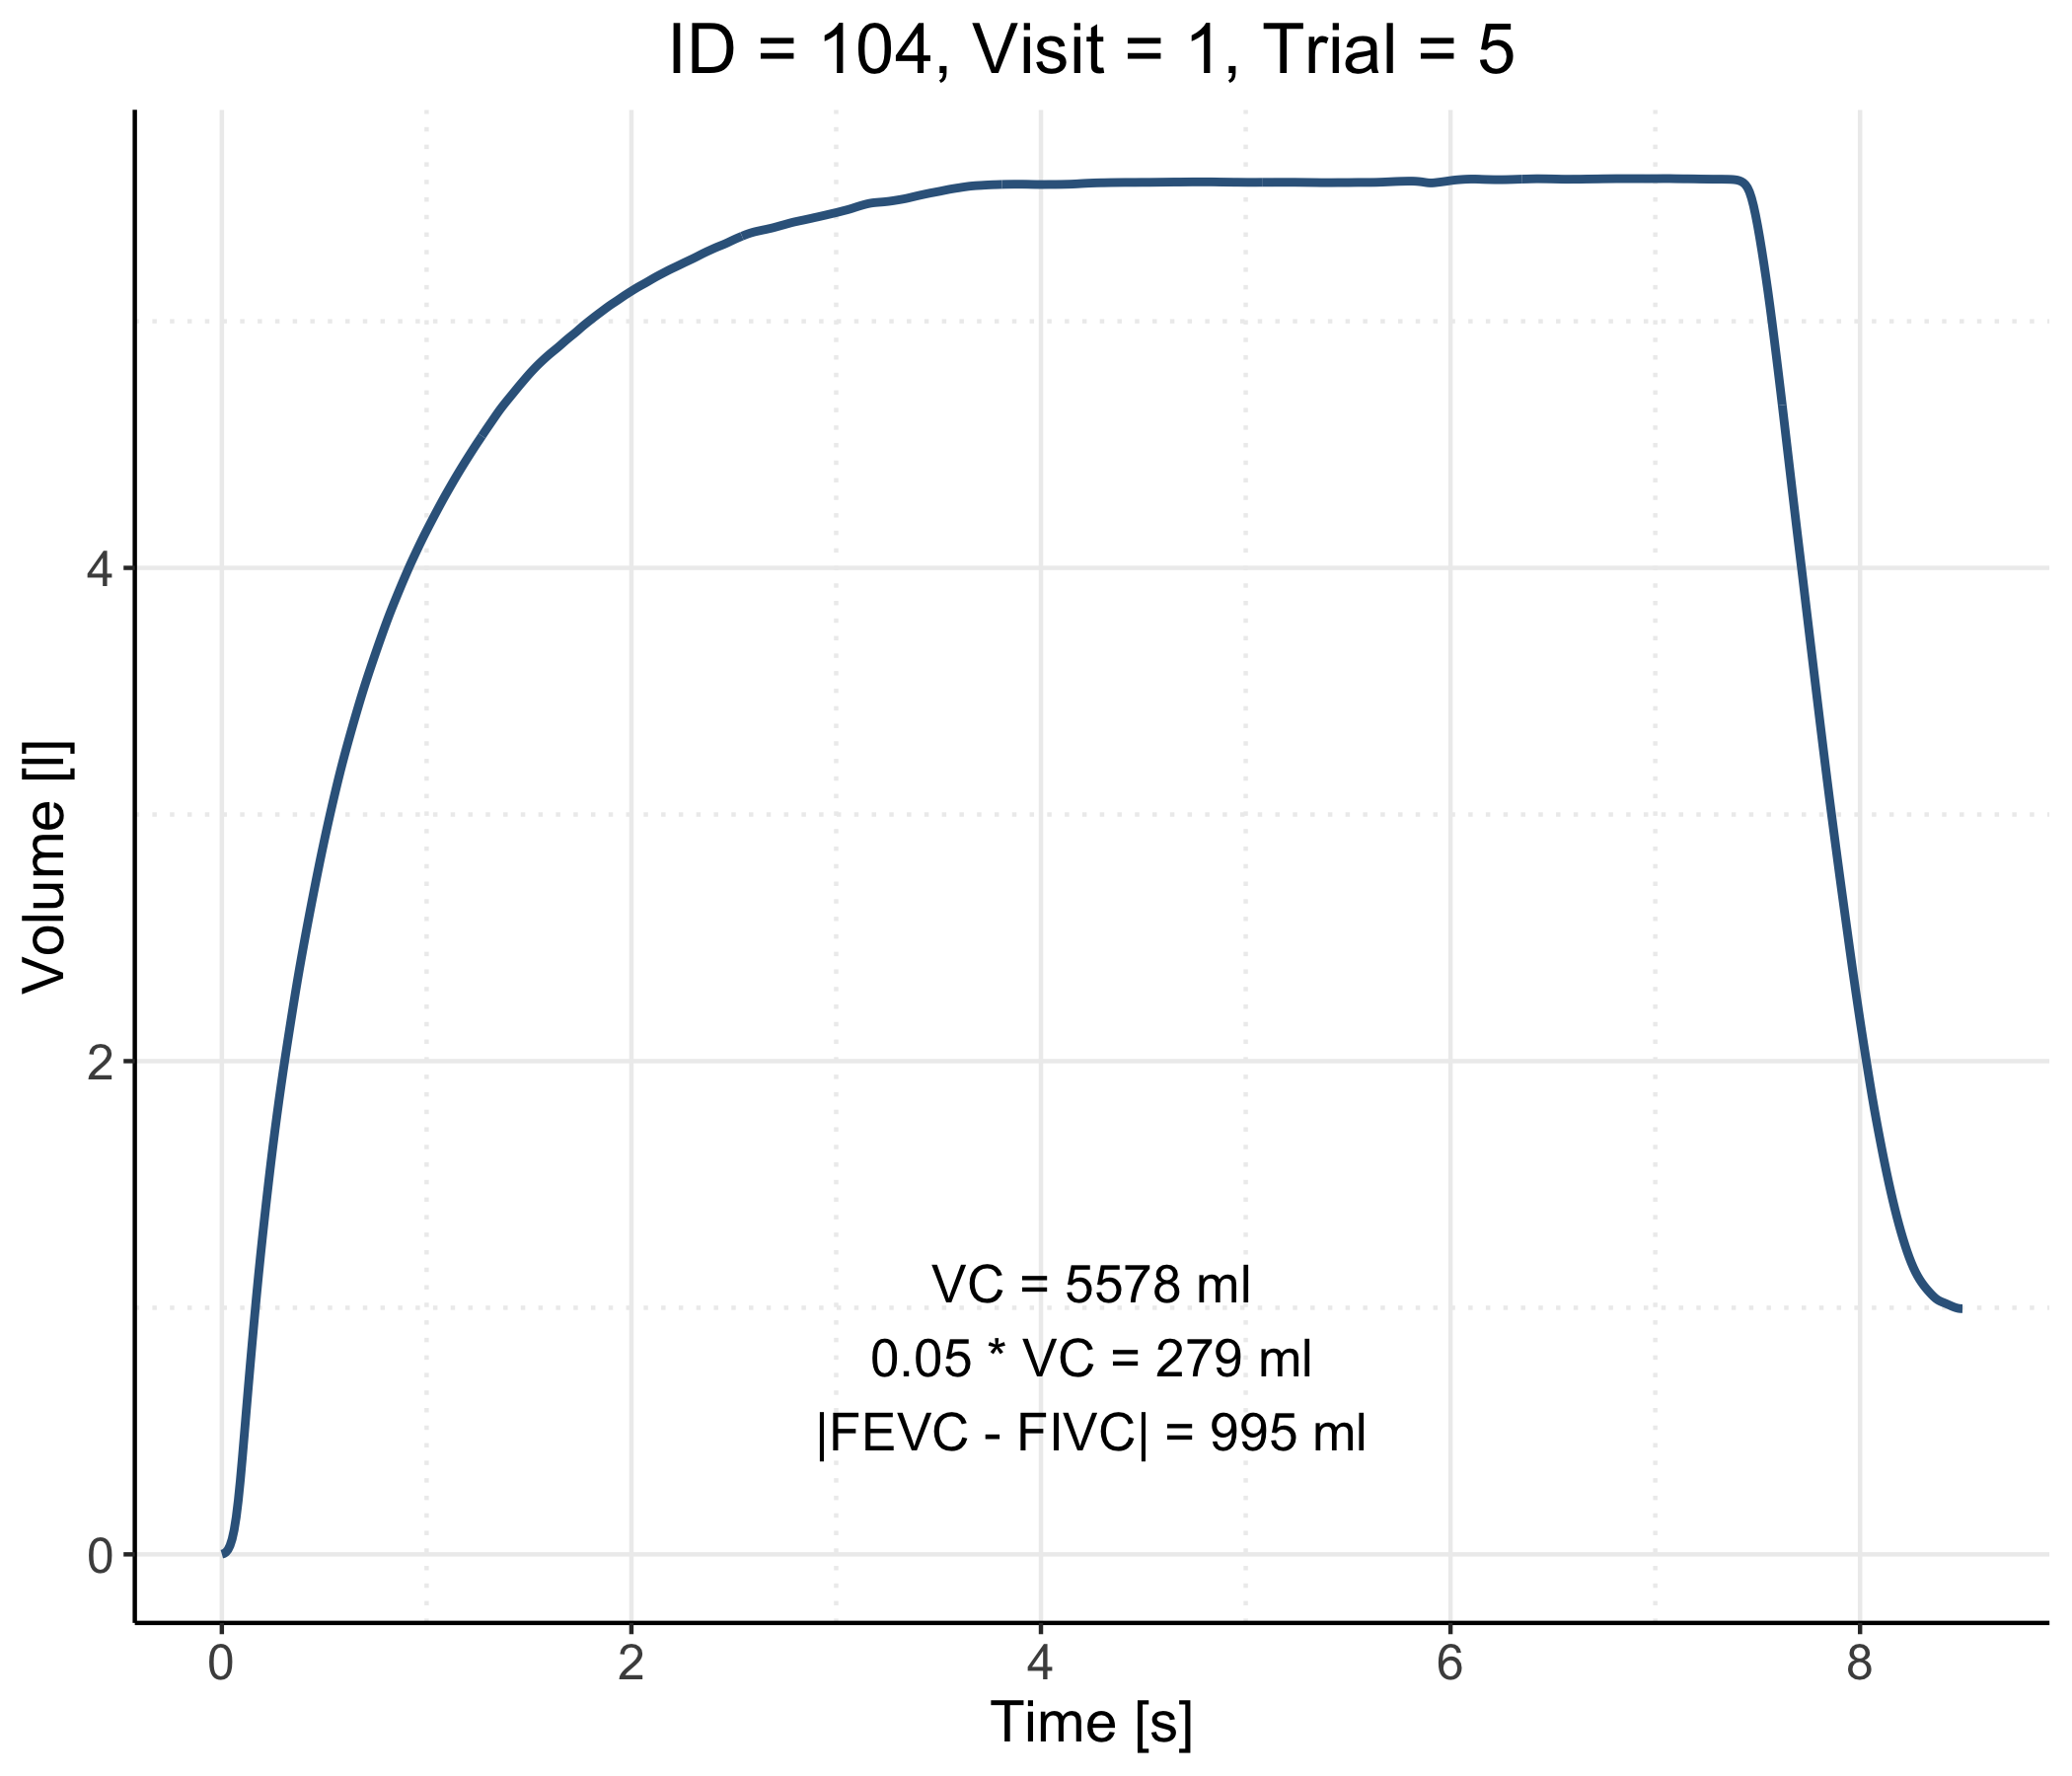 ID = 104, Visit = 1, Trial = 5
Volume [l]
4
2
0
VC = 5578 ml
0.05 * VC = 279 ml
|FEVC - FIVC| = 995 ml
0 2 4 6 8
Time [s]